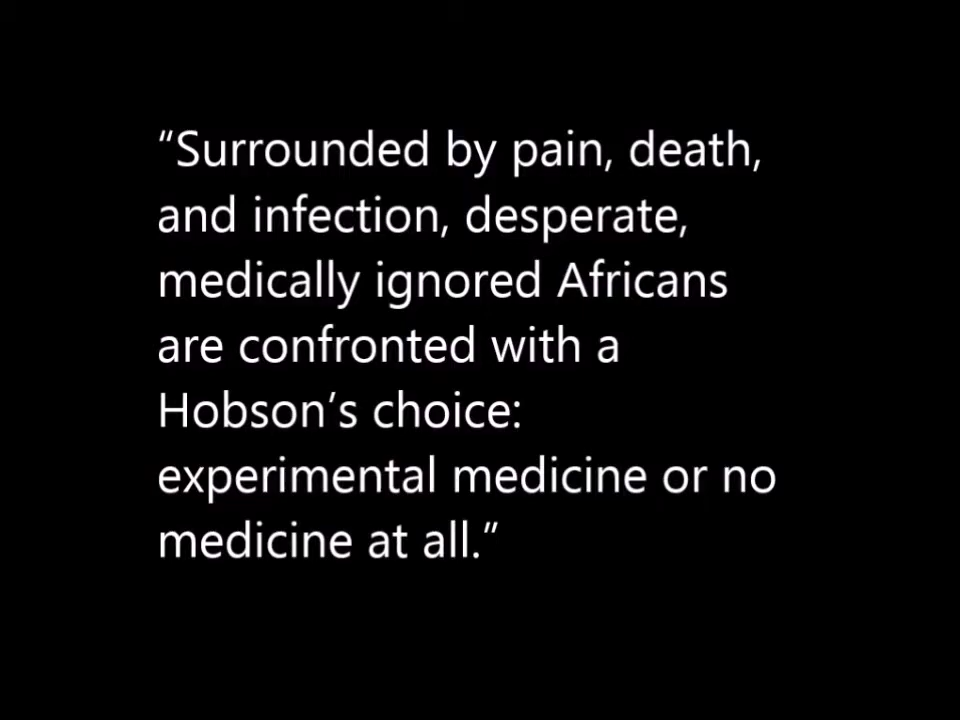 “Surrounded by pain, death,
and infection, desperate,
medically ignored Africans
are confronted with a
Hobson’s choice:
experimental medicine or no
medicine at all.”